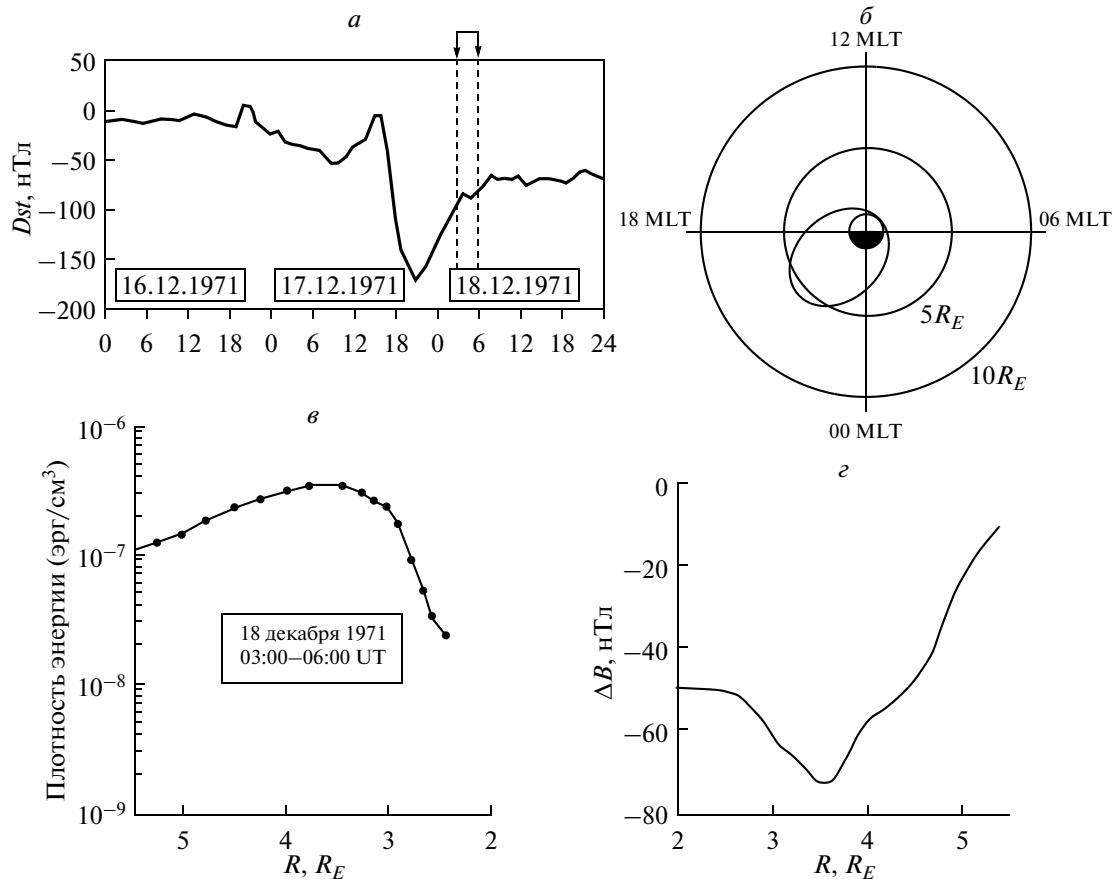 а
50
0
−50
−100
−150
−200
Dst, нТл
16.12.1971
17.12.1971
18.12.1971
0 6 12 18 0 6 12 18 0 6 12 18 24
б
12 MLT
18 MLT
06 MLT
5R_E
10R_E
00 MLT
в
10⁻⁶
10⁻⁷
10⁻⁸
10⁻⁹
Плотность энергии (эрг/см³)
18 декабря 1971
03:00−06:00 UT
5 4 3 2
R, R_E
г
0
−20
−40
−60
−80
ΔB, нТл
2 3 4 5
R, R_E